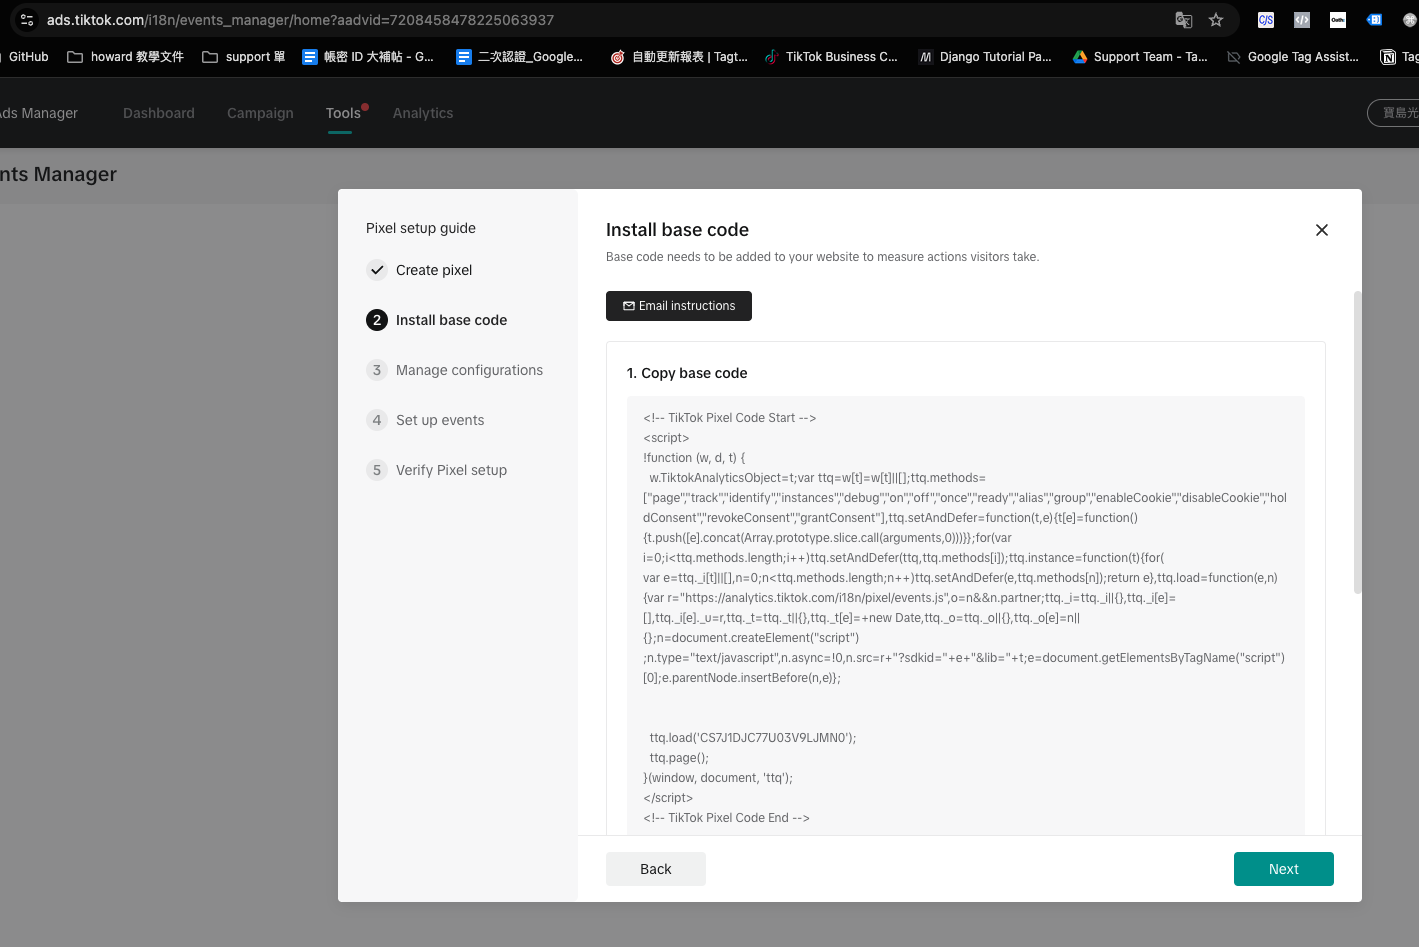 ads.tiktok.com/i18n/events_manager/home?aadvid=7208458478225063937
GitHub
howard 教學文件
support 單
帳密 ID 大補帖 - G...
二次認證_Google...
自動更新報表 | Tagt...
TikTok Business C...
Django Tutorial Pa...
Support Team - Ta...
Google Tag Assist...
Tag
Ads Manager
Dashboard
Campaign
Tools
Analytics
寶島光
nts Manager
Pixel setup guide
Create pixel
2 Install base code
3 Manage configurations
4 Set up events
5 Verify Pixel setup
Install base code
Base code needs to be added to your website to measure actions visitors take.
Email instructions
1. Copy base code
<!-- TikTok Pixel Code Start -->
<script>
!function (w, d, t) {
w.TiktokAnalyticsObject=t;var ttq=w[t]=w[t]||[];ttq.methods=
["page","track","identify","instances","debug","on","off","once","ready","alias","group","enableCookie","disableCookie","hol
dConsent","revokeConsent","grantConsent"],ttq.setAndDefer=function(t,e){t[e]=function()
{t.push([e].concat(Array.prototype.slice.call(arguments,0)))}};for(var
i=0;i<ttq.methods.length;i++)ttq.setAndDefer(ttq,ttq.methods[i]);ttq.instance=function(t){for(
var e=ttq._i[t]||[],n=0;n<ttq.methods.length;n++)ttq.setAndDefer(e,ttq.methods[n]);return e},ttq.load=function(e,n)
{var r="https://analytics.tiktok.com/i18n/pixel/events.js",o=n&&n.partner;ttq._i=ttq._i||{},ttq._i[e]=
[],ttq._i[e]._u=r,ttq._t=ttq._t||{},ttq._t[e]=+new Date,ttq._o=ttq._o||{},ttq._o[e]=n||
{};n=document.createElement("script")
;n.type="text/javascript",n.async=!0,n.src=r+"?sdkid="+e+"&lib="+t;e=document.getElementsByTagName("script")
[0];e.parentNode.insertBefore(n,e)};
ttq.load('CS7J1DJC77U03V9LJMN0');
ttq.page();
}(window, document, 'ttq');
</script>
<!-- TikTok Pixel Code End -->
Back
Next